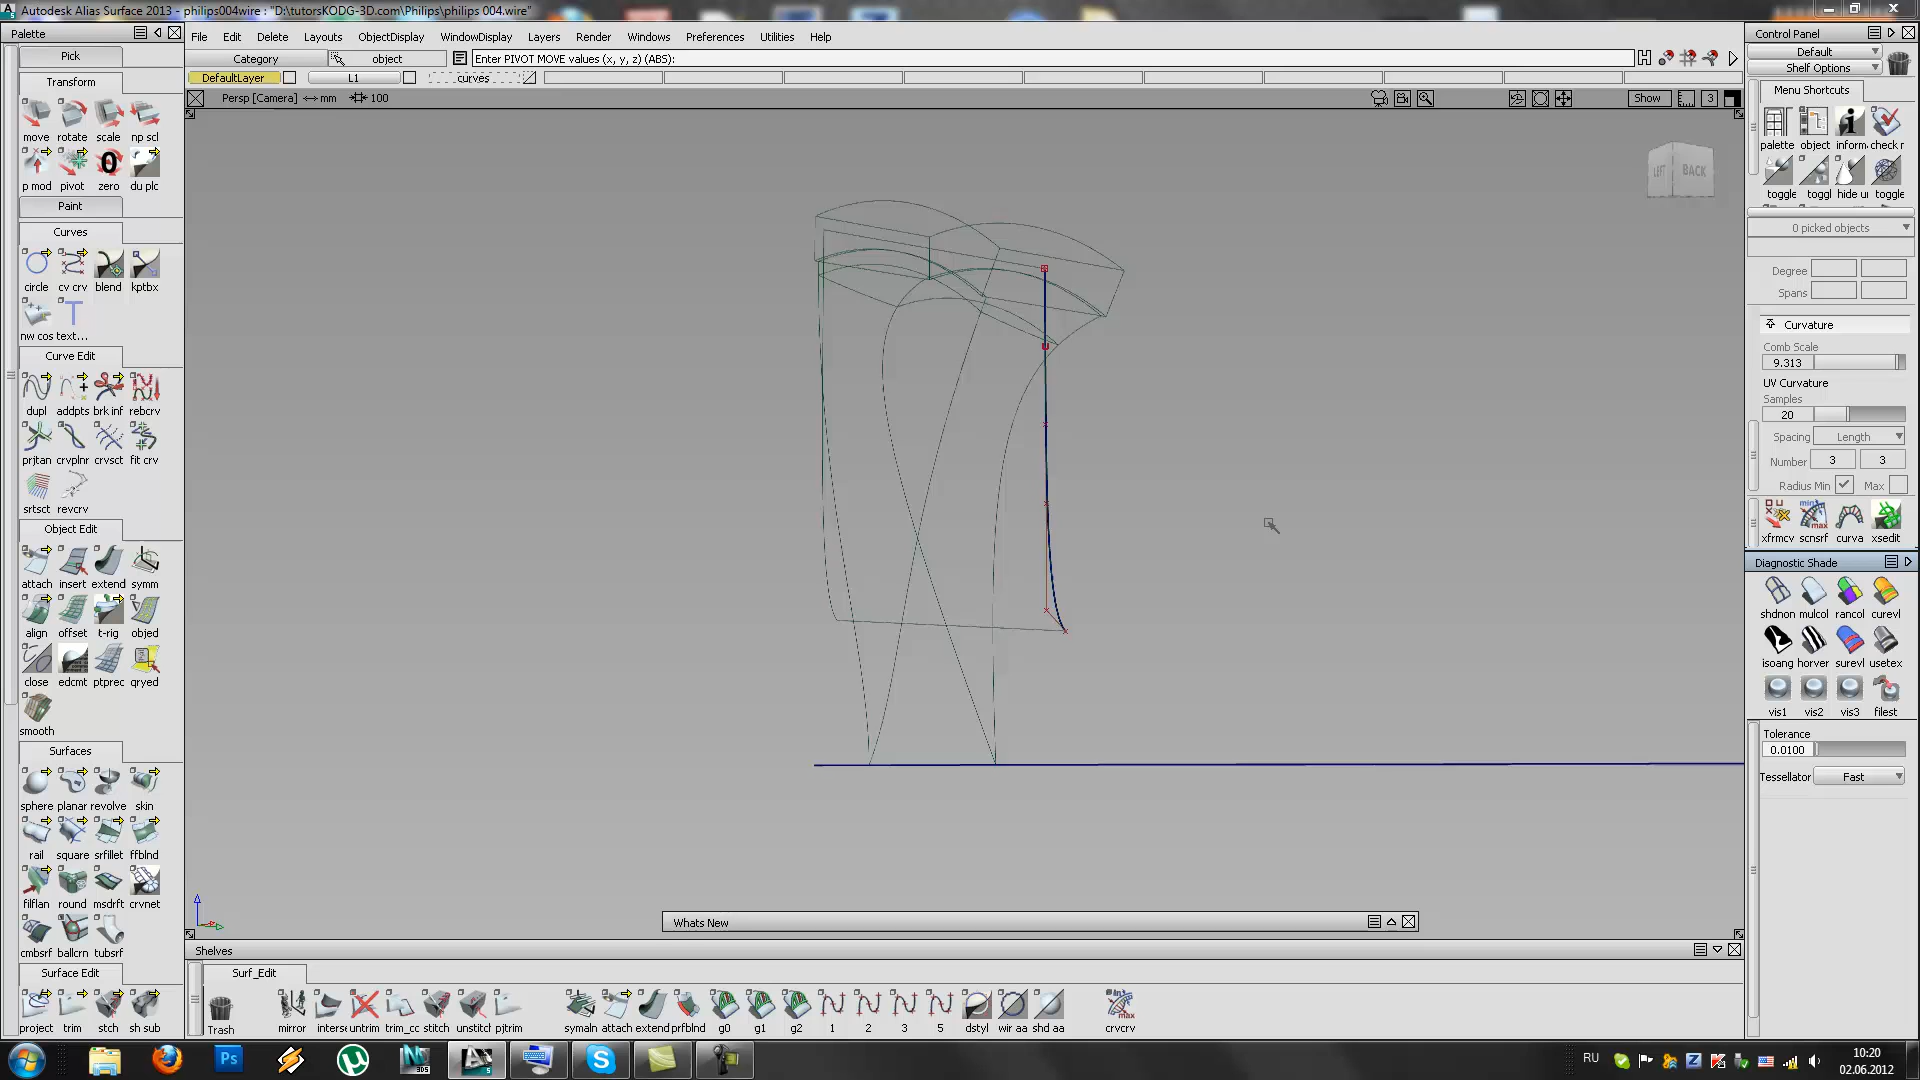 Autodesk Alias Surface 2013 - philips004wire : "D:\tutorsKODG-3D.com\Philips\philips 004.wire"
Palette
File Edit Delete Layouts ObjectDisplay WindowDisplay Layers Render Windows Preferences Utilities Help
Control Panel
Pick
Category object Enter PIVOT MOVE values (x, y, z) (ABS):
Default
Shelf Options
DefaultLayer L1 curves
Transform
Menu Shortcuts
Persp [Camera] mm 100 Show 3
move rotate scale np scl
palette object inform. check r
p mod pivot zero du plc
toggle toggl hide ui toggle
LEFT BACK
Paint
0 picked objects
Curves
Degree
Spans
circle cv crv blend kptbx
nw cos text...
Curvature
Comb Scale
9.313
Curve Edit
UV Curvature
Samples
20
dupl addpts brk inf rebcrv
Spacing Length
prjtan crvplnr crvsct fit crv
Number 3 3
Radius Min Max
srtsct revcrv
xfrmcv scnsrf curva xsedit
Object Edit
Diagnostic Shade
attach insert extend symm
shdnon mulcol rancol curevl
align offset t-rig objed
isoang horver surevl usetex
close edcmt ptprec qryed
vis1 vis2 vis3 filest
smooth
Tolerance
0.0100
Surfaces
Tessellator Fast
sphere planar revolve skin
rail square srfillet ffblnd
filflan round msdrft crvnet
Whats New
cmbsrf ballcrn tubsrf
Shelves
Surface Edit
Surf_Edit
project trim stch sh sub
Trash mirror interse untrim trim_cc stitch unstitcl pjtrim symaln attach extend prfblnd g0 g1 g2 1 2 3 5 dstyl wir aa shd aa crvcrv
RU
10:20
02.06.2012